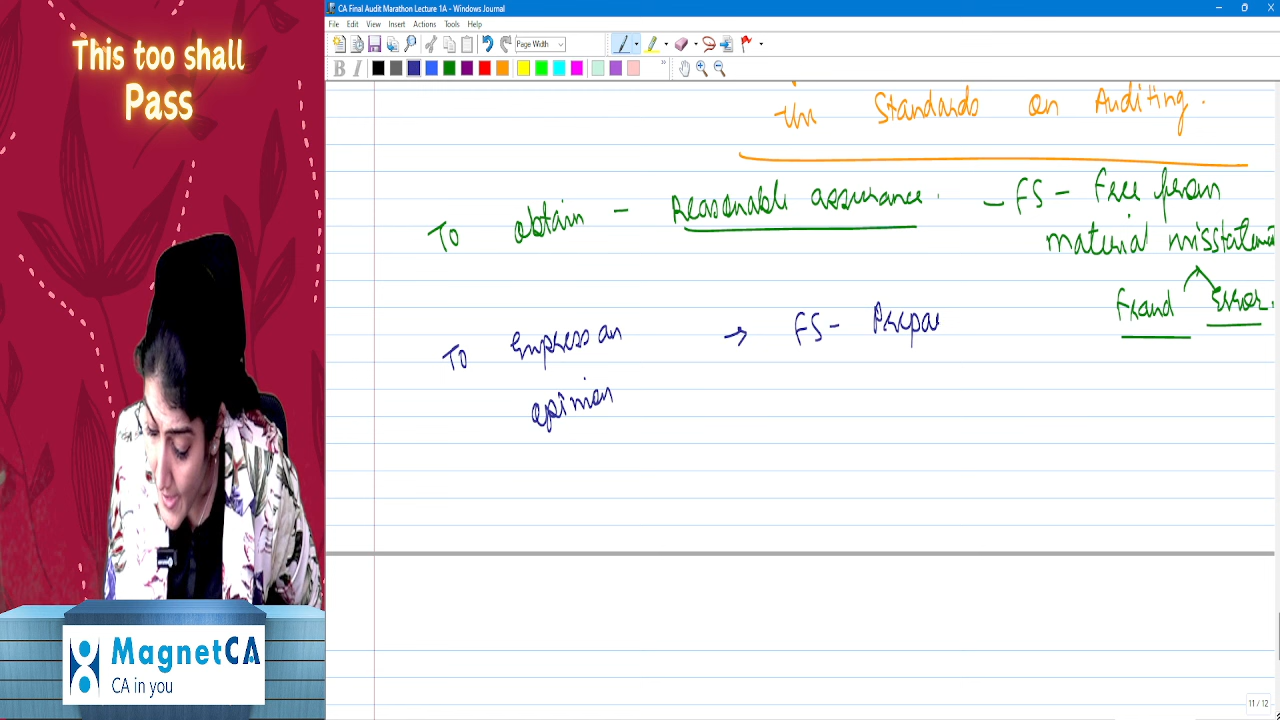 This too shall
Pass
CA Final Audit Marathon Lecture 1A - Windows Journal
File Edit View Insert Actions Tools Help
Page Width
B I
in Standards on Auditing.
To obtain - Reasonable assurance. - FS - Free from
material misstatement
Fraud Error.
To Express an → FS - Prepar
opinion
MagnetCA
CA in you
11 / 12